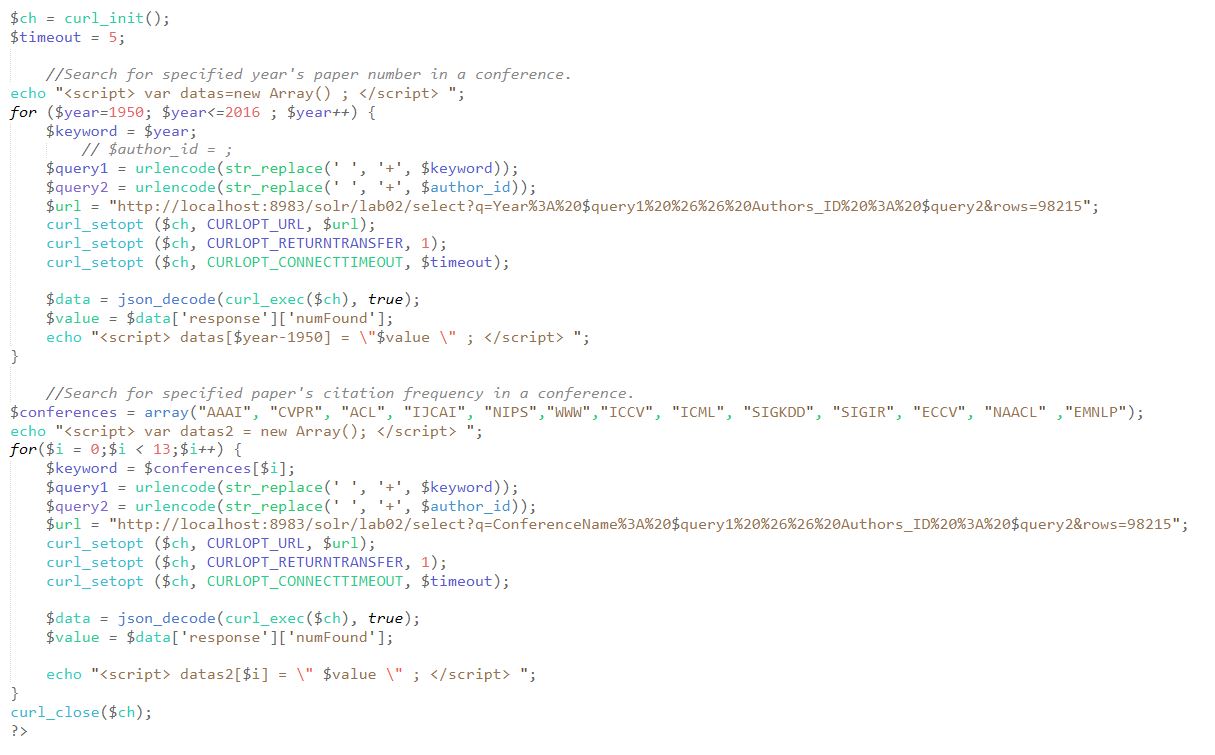 $ch = curl_init();
$timeout = 5;
//Search for specified year's paper number in a conference.
echo "<script> var datas=new Array() ; </script> ";
for ($year=1950; $year<=2016 ; $year++) {
$keyword = $year;
// $author_id = ;
$query1 = urlencode(str_replace(' ', '+', $keyword));
$query2 = urlencode(str_replace(' ', '+', $author_id));
$url = "http://localhost:8983/solr/lab02/select?q=Year%3A%20$query1%20%26%26%20Authors_ID%20%3A%20$query2&rows=98215";
curl_setopt ($ch, CURLOPT_URL, $url);
curl_setopt ($ch, CURLOPT_RETURNTRANSFER, 1);
curl_setopt ($ch, CURLOPT_CONNECTTIMEOUT, $timeout);
$data = json_decode(curl_exec($ch), true);
$value = $data['response']['numFound'];
echo "<script> datas[$year-1950] = \"$value \" ; </script> ";
}
//Search for specified paper's citation frequency in a conference.
$conferences = array("AAAI", "CVPR", "ACL", "IJCAI", "NIPS","WWW","ICCV", "ICML", "SIGKDD", "SIGIR", "ECCV", "NAACL" ,"EMNLP");
echo "<script> var datas2 = new Array(); </script> ";
for($i = 0;$i < 13;$i++) {
$keyword = $conferences[$i];
$query1 = urlencode(str_replace(' ', '+', $keyword));
$query2 = urlencode(str_replace(' ', '+', $author_id));
$url = "http://localhost:8983/solr/lab02/select?q=ConferenceName%3A%20$query1%20%26%26%20Authors_ID%20%3A%20$query2&rows=98215";
curl_setopt ($ch, CURLOPT_URL, $url);
curl_setopt ($ch, CURLOPT_RETURNTRANSFER, 1);
curl_setopt ($ch, CURLOPT_CONNECTTIMEOUT, $timeout);
$data = json_decode(curl_exec($ch), true);
$value = $data['response']['numFound'];
echo "<script> datas2[$i] = \" $value \" ; </script> ";
}
curl_close($ch);
?>